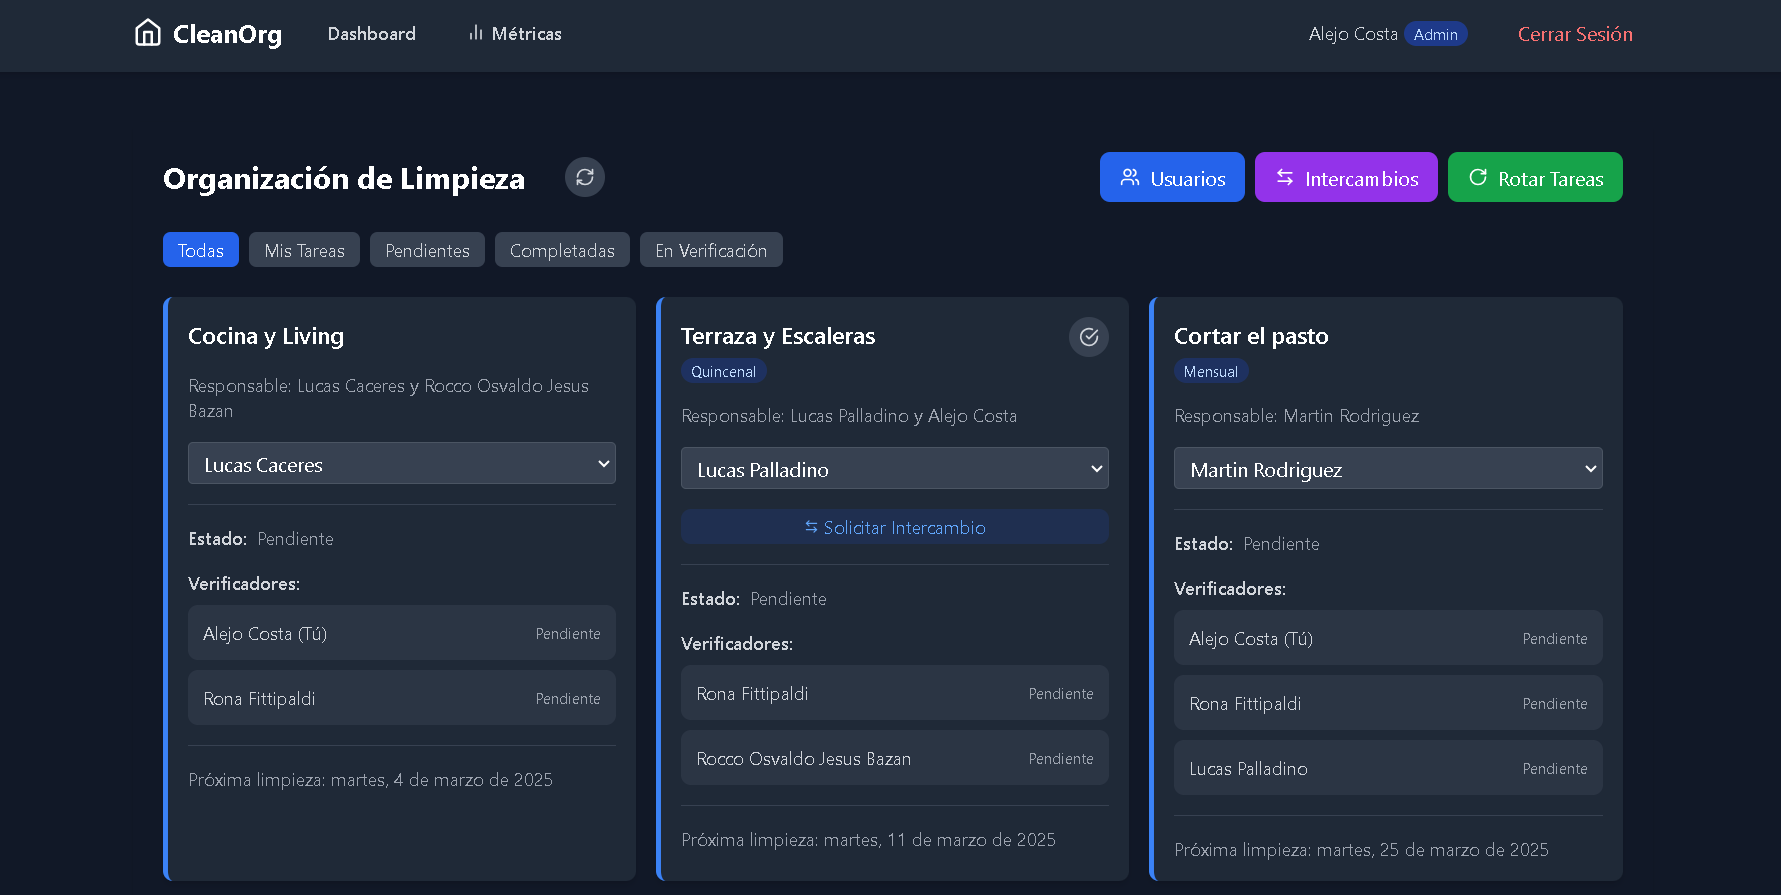 CleanOrg
Dashboard
Métricas
Alejo Costa Admin
Cerrar Sesión
Organización de Limpieza
Usuarios
Intercambios
Rotar Tareas
Todas
Mis Tareas
Pendientes
Completadas
En Verificación
Cocina y Living
Responsable: Lucas Caceres y Rocco Osvaldo Jesus
Bazan
Lucas Caceres
Estado: Pendiente
Verificadores:
Alejo Costa (Tú) Pendiente
Rona Fittipaldi Pendiente
Próxima limpieza: martes, 4 de marzo de 2025
Terraza y Escaleras
Quincenal
Responsable: Lucas Palladino y Alejo Costa
Lucas Palladino
Solicitar Intercambio
Estado: Pendiente
Verificadores:
Rona Fittipaldi Pendiente
Rocco Osvaldo Jesus Bazan Pendiente
Próxima limpieza: martes, 11 de marzo de 2025
Cortar el pasto
Mensual
Responsable: Martin Rodriguez
Martin Rodriguez
Estado: Pendiente
Verificadores:
Alejo Costa (Tú) Pendiente
Rona Fittipaldi Pendiente
Lucas Palladino Pendiente
Próxima limpieza: martes, 25 de marzo de 2025